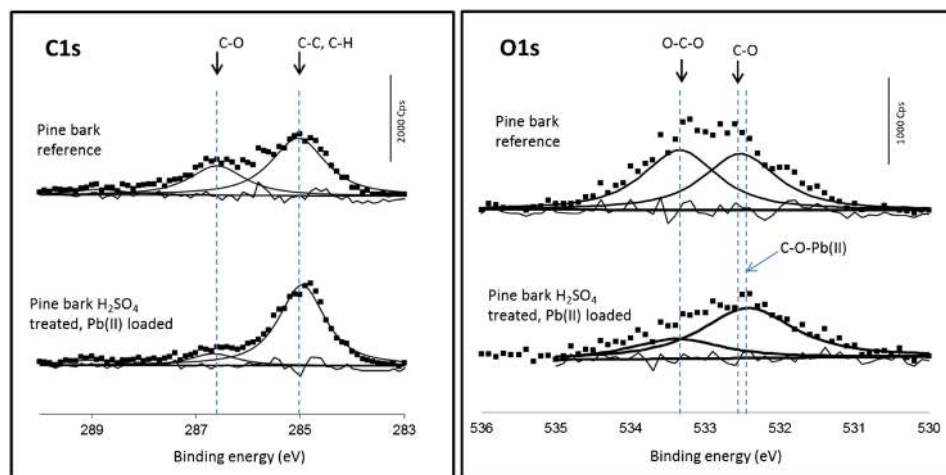 C1s
C-O
C-C, C-H
2000 Cps
Pine bark
reference
Pine bark H₂SO₄
treated, Pb(II) loaded
289
287
285
283
Binding energy (eV)
O1s
O-C-O
C-O
1000 Cps
Pine bark
reference
C-O-Pb(II)
Pine bark H₂SO₄
treated, Pb(II) loaded
536
535
534
533
532
531
530
Binding energy (eV)